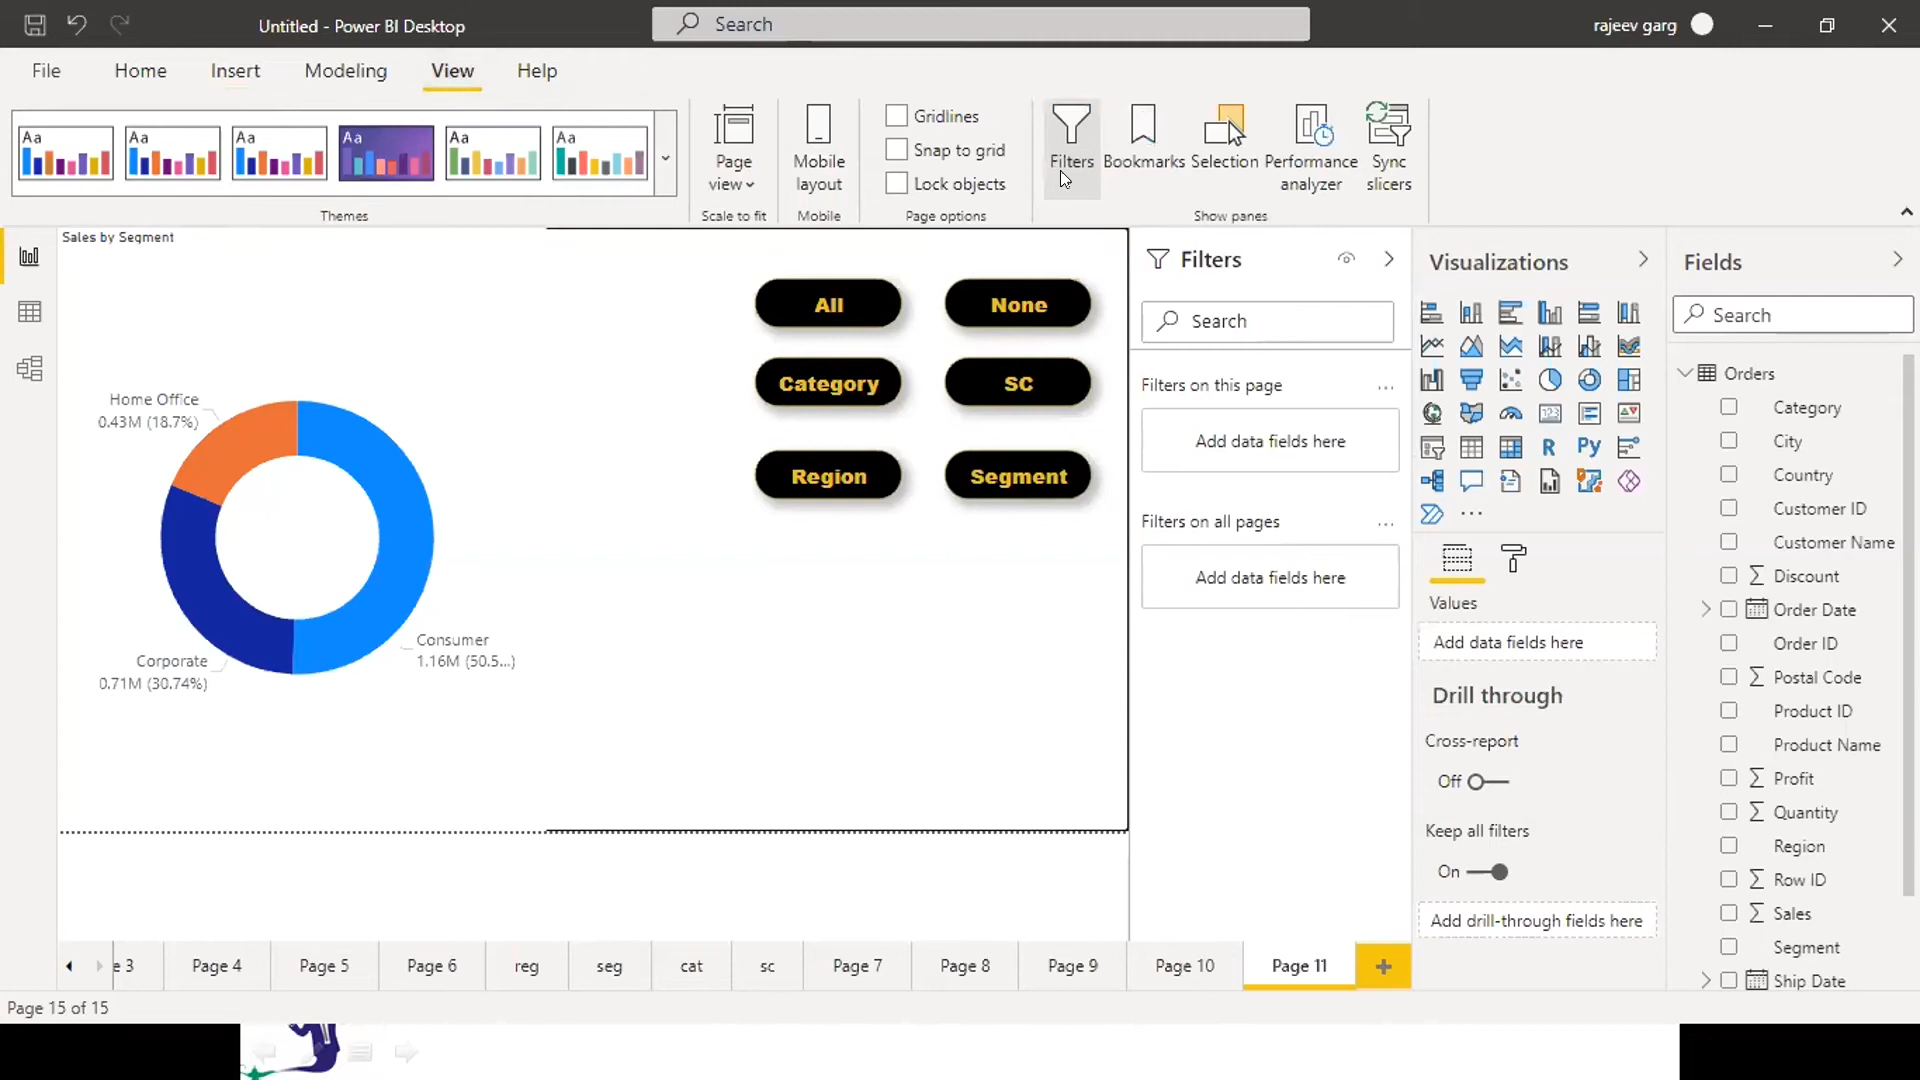 Untitled - Power BI Desktop
Search
rajeev garg
File
Home
Insert
Modeling
View
Help
Aa
Aa
Aa
Aa
Aa
Aa
Themes
Page
view
Scale to fit
Mobile
layout
Mobile
Gridlines
Snap to grid
Lock objects
Page options
Filters
Bookmarks
Selection
Performance
analyzer
Sync
slicers
Show panes
Sales by Segment
Home Office
0.43M (18.7%)
Corporate
0.71M (30.74%)
Consumer
1.16M (50.5...)
All
None
Category
SC
Region
Segment
Filters
Search
Filters on this page
...
Add data fields here
Filters on all pages
...
Add data fields here
Visualizations
R
Py
123
...
Values
Add data fields here
Drill through
Cross-report
Off
Keep all filters
On
Add drill-through fields here
Fields
Search
Orders
Category
City
Country
Customer ID
Customer Name
∑ Discount
Order Date
Order ID
∑ Postal Code
Product ID
Product Name
∑ Profit
∑ Quantity
Region
∑ Row ID
∑ Sales
Segment
Ship Date
e 3
Page 4
Page 5
Page 6
reg
seg
cat
sc
Page 7
Page 8
Page 9
Page 10
Page 11
+
Page 15 of 15